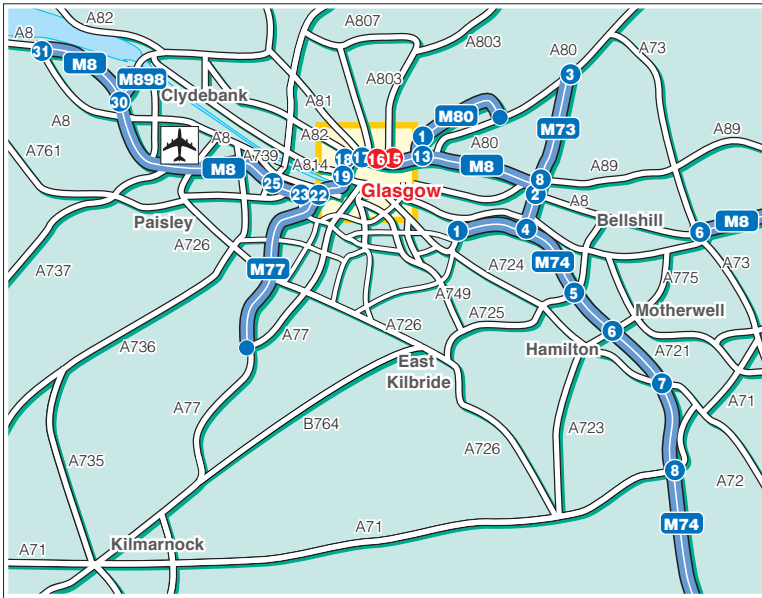 A82
A807
A8
A803
A80
A73
31
M8
M898
A803
3
30
Clydebank
A81
M80
1
M73
A8
A82
A80
A89
A8
A761
A739
18
17
16
15
13
M8
M8
A814
19
8
A89
25
23
22
Glasgow
2
A8
Paisley
Bellshill
6
M8
A726
1
4
A73
M77
A724
M74
A775
A737
A749
5
A725
Motherwell
A77
A726
6
A736
East
Kilbride
Hamilton
A721
7
A77
A71
B764
A723
A726
A735
8
A72
A71
M74
Kilmarnock
A71